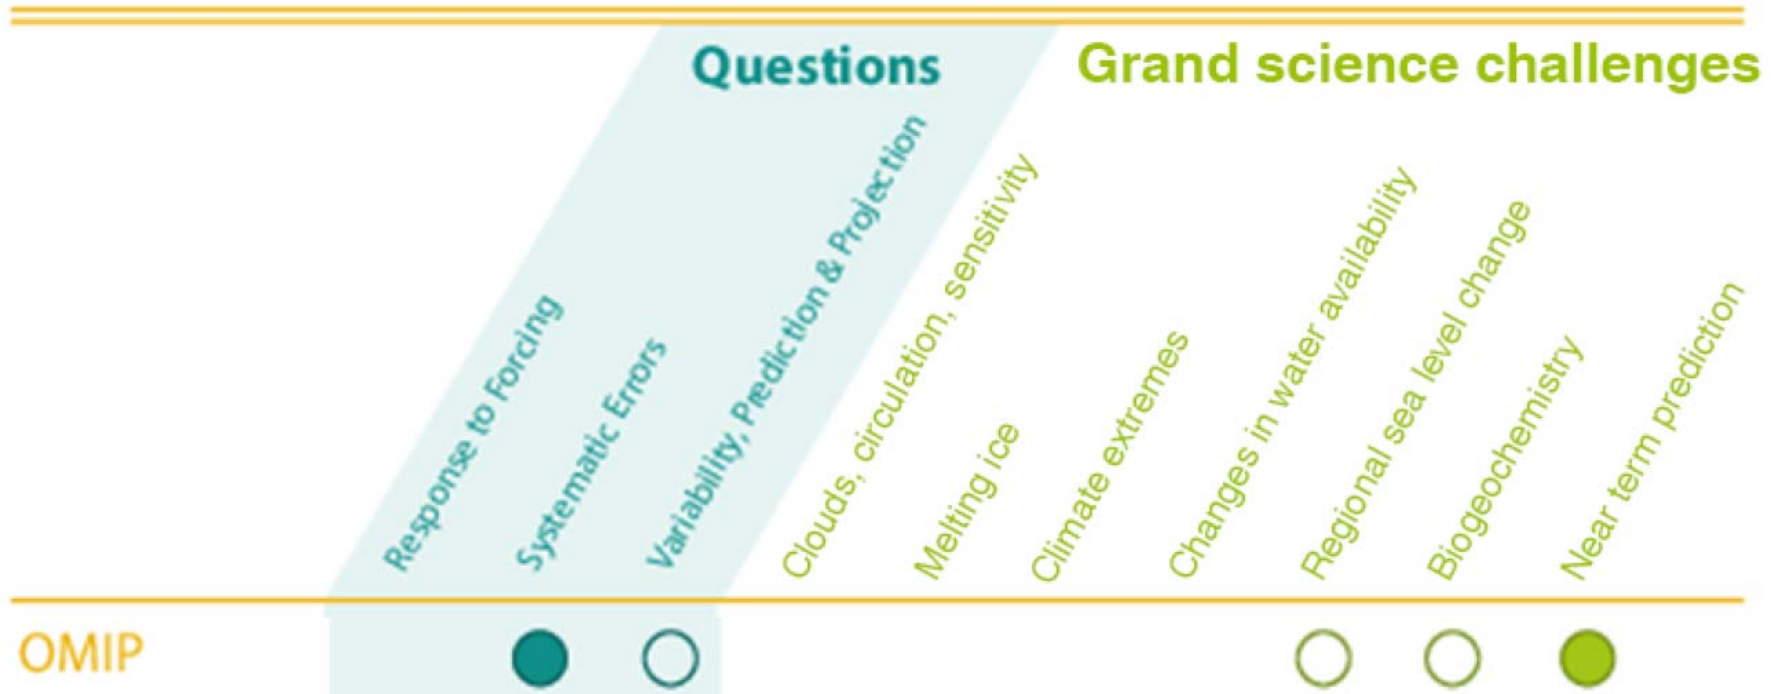 Questions
Grand science challenges
Response to Forcing
Systematic Errors
Variability, Prediction & Projection
Clouds, circulation, sensitivity
Melting ice
Climate extremes
Changes in water availability
Regional sea level change
Biogeochemistry
Near term prediction
OMIP